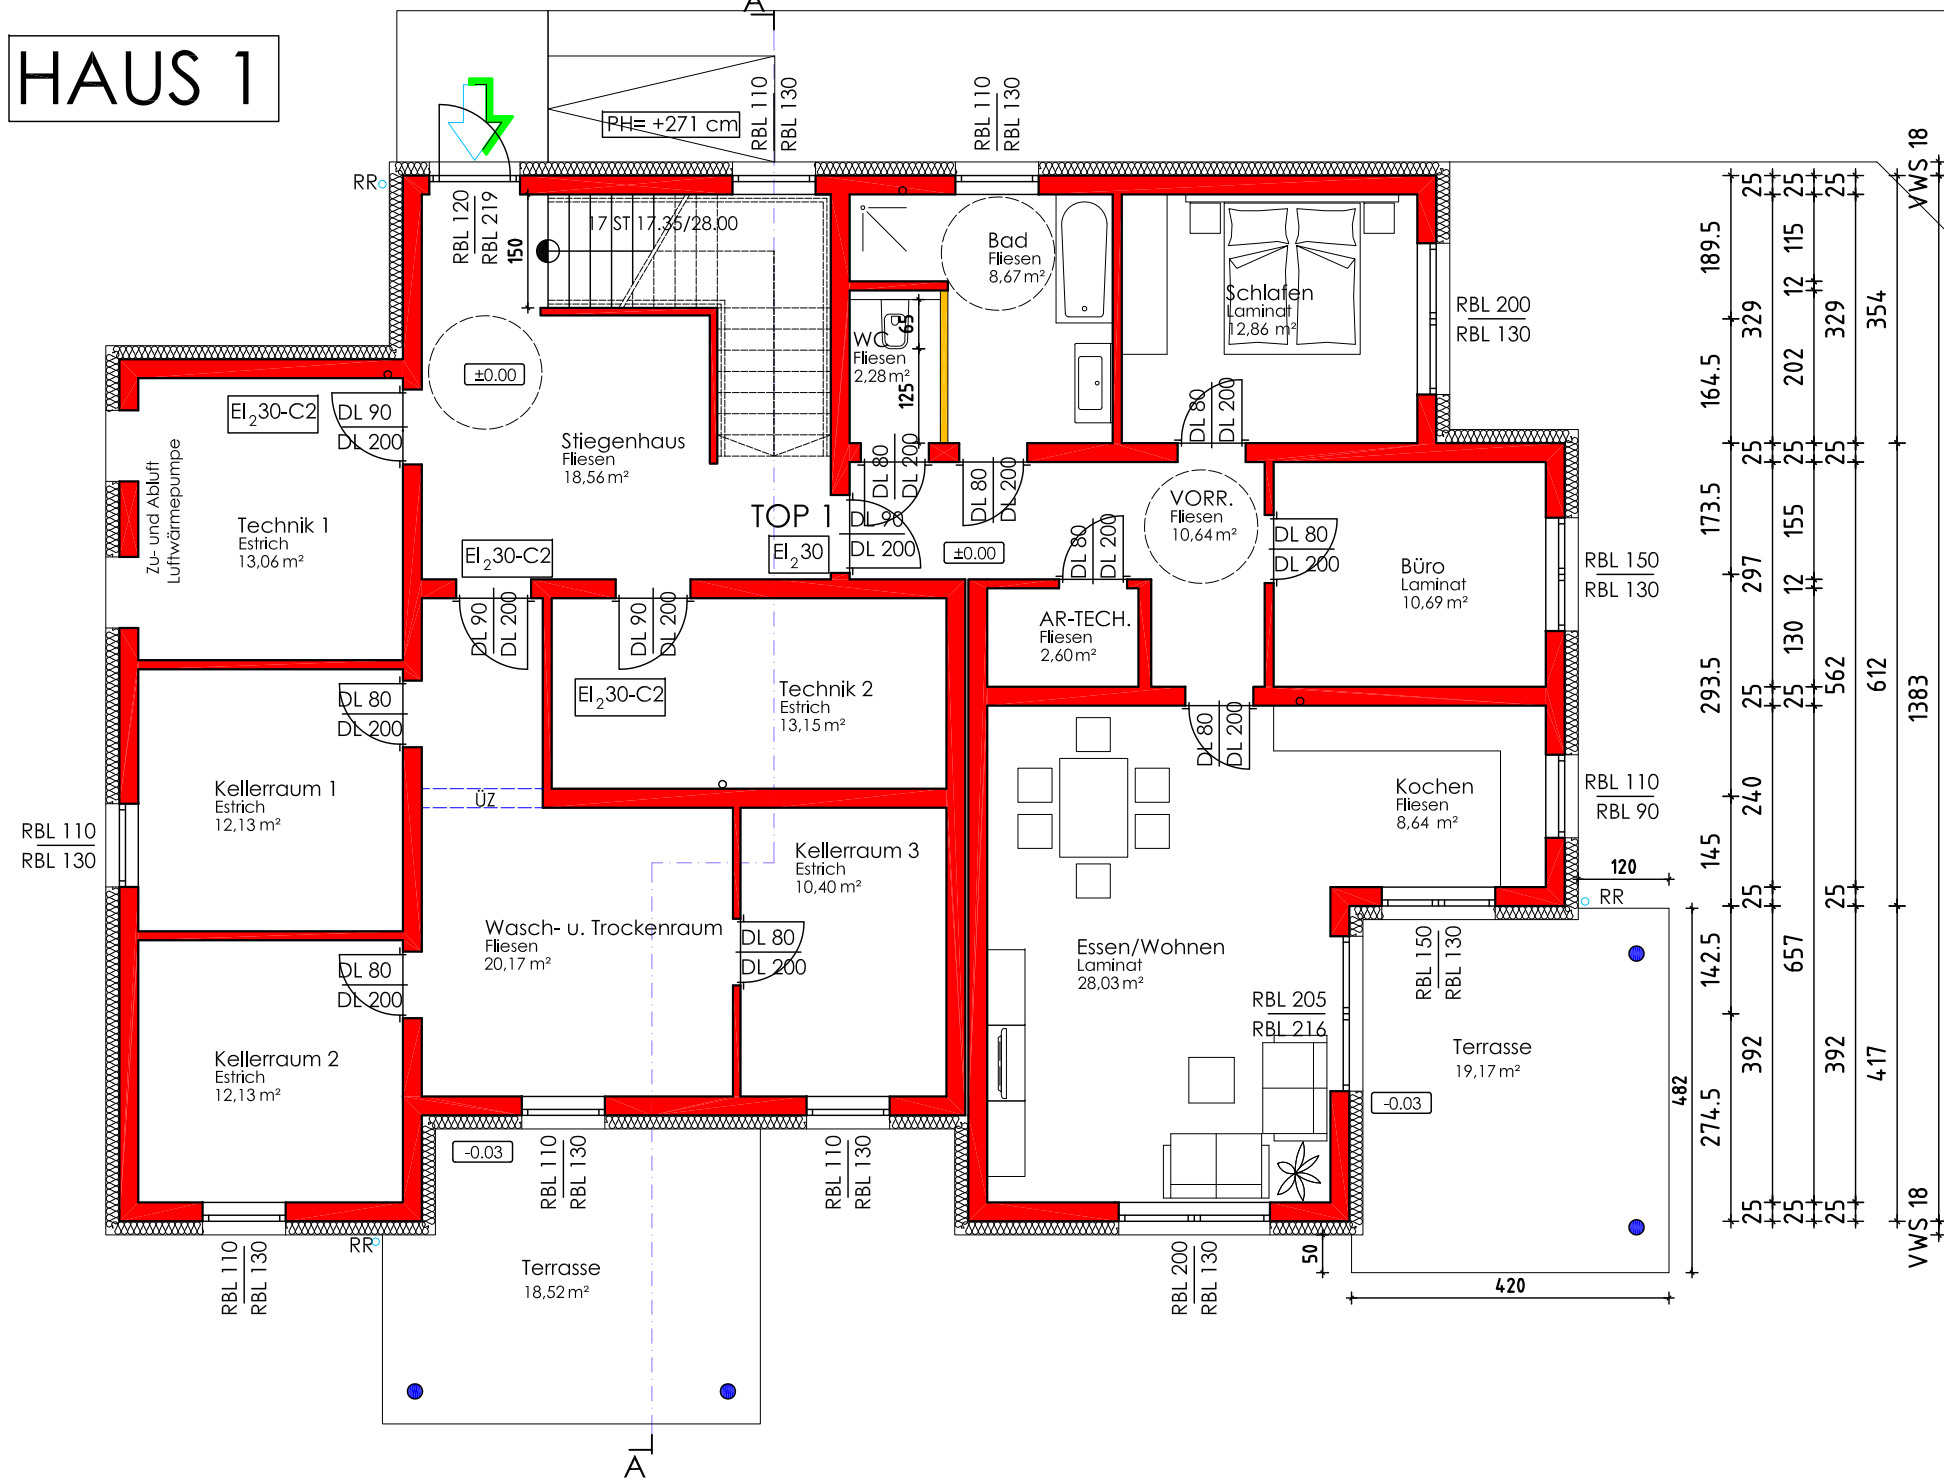 HAUS 1
A
PH= +271 cm
RBL 110
RBL 130
RBL 110
RBL 130
VWS 18
RR
RBL 120
RBL 219
150
17 ST 17.35/28.00
Bad
Fliesen
8,67 m²
Schlafen
Laminat
12,86 m²
RBL 200
RBL 130
WC
Fliesen
2,28 m²
65
125
±0.00
EI₂30-C2
DL 90
DL 200
Stiegenhaus
Fliesen
18,56 m²
DL 80
DL 200
DL 80
DL 200
DL 80
DL 200
Zu- und Abluft
Luftwärmepumpe
Technik 1
Estrich
13,06 m²
TOP 1
EI₂30
DL 90
DL 200
±0.00
VORR.
Fliesen
10,64 m²
DL 80
DL 200
DL 80
DL 200
Büro
Laminat
10,69 m²
RBL 150
RBL 130
EI₂30-C2
DL 90
DL 200
DL 90
DL 200
AR-TECH.
Fliesen
2,60 m²
EI₂30-C2
Technik 2
Estrich
13,15 m²
DL 80
DL 200
DL 80
DL 200
Kellerraum 1
Estrich
12,13 m²
RBL 110
RBL 130
ÜZ
Kochen
Fliesen
8,64 m²
RBL 110
RBL 90
Kellerraum 3
Estrich
10,40 m²
120
RR
Wasch- u. Trockenraum
Fliesen
20,17 m²
DL 80
DL 200
DL 80
DL 200
Essen/Wohnen
Laminat
28,03 m²
RBL 205
RBL 216
RBL 150
RBL 130
Terrasse
19,17 m²
-0.03
482
Kellerraum 2
Estrich
12,13 m²
-0.03
RBL 110
RBL 130
RBL 110
RBL 130
RR
RBL 110
RBL 130
Terrasse
18,52 m²
RBL 200
RBL 130
50
420
A
189.5
164.5
173.5
293.5
145
142.5
274.5
25
329
25
297
25
240
25
392
25
25
115
12
202
25
155
12
130
25
657
25
25
329
25
562
25
392
25
354
612
417
1383
VWS 18